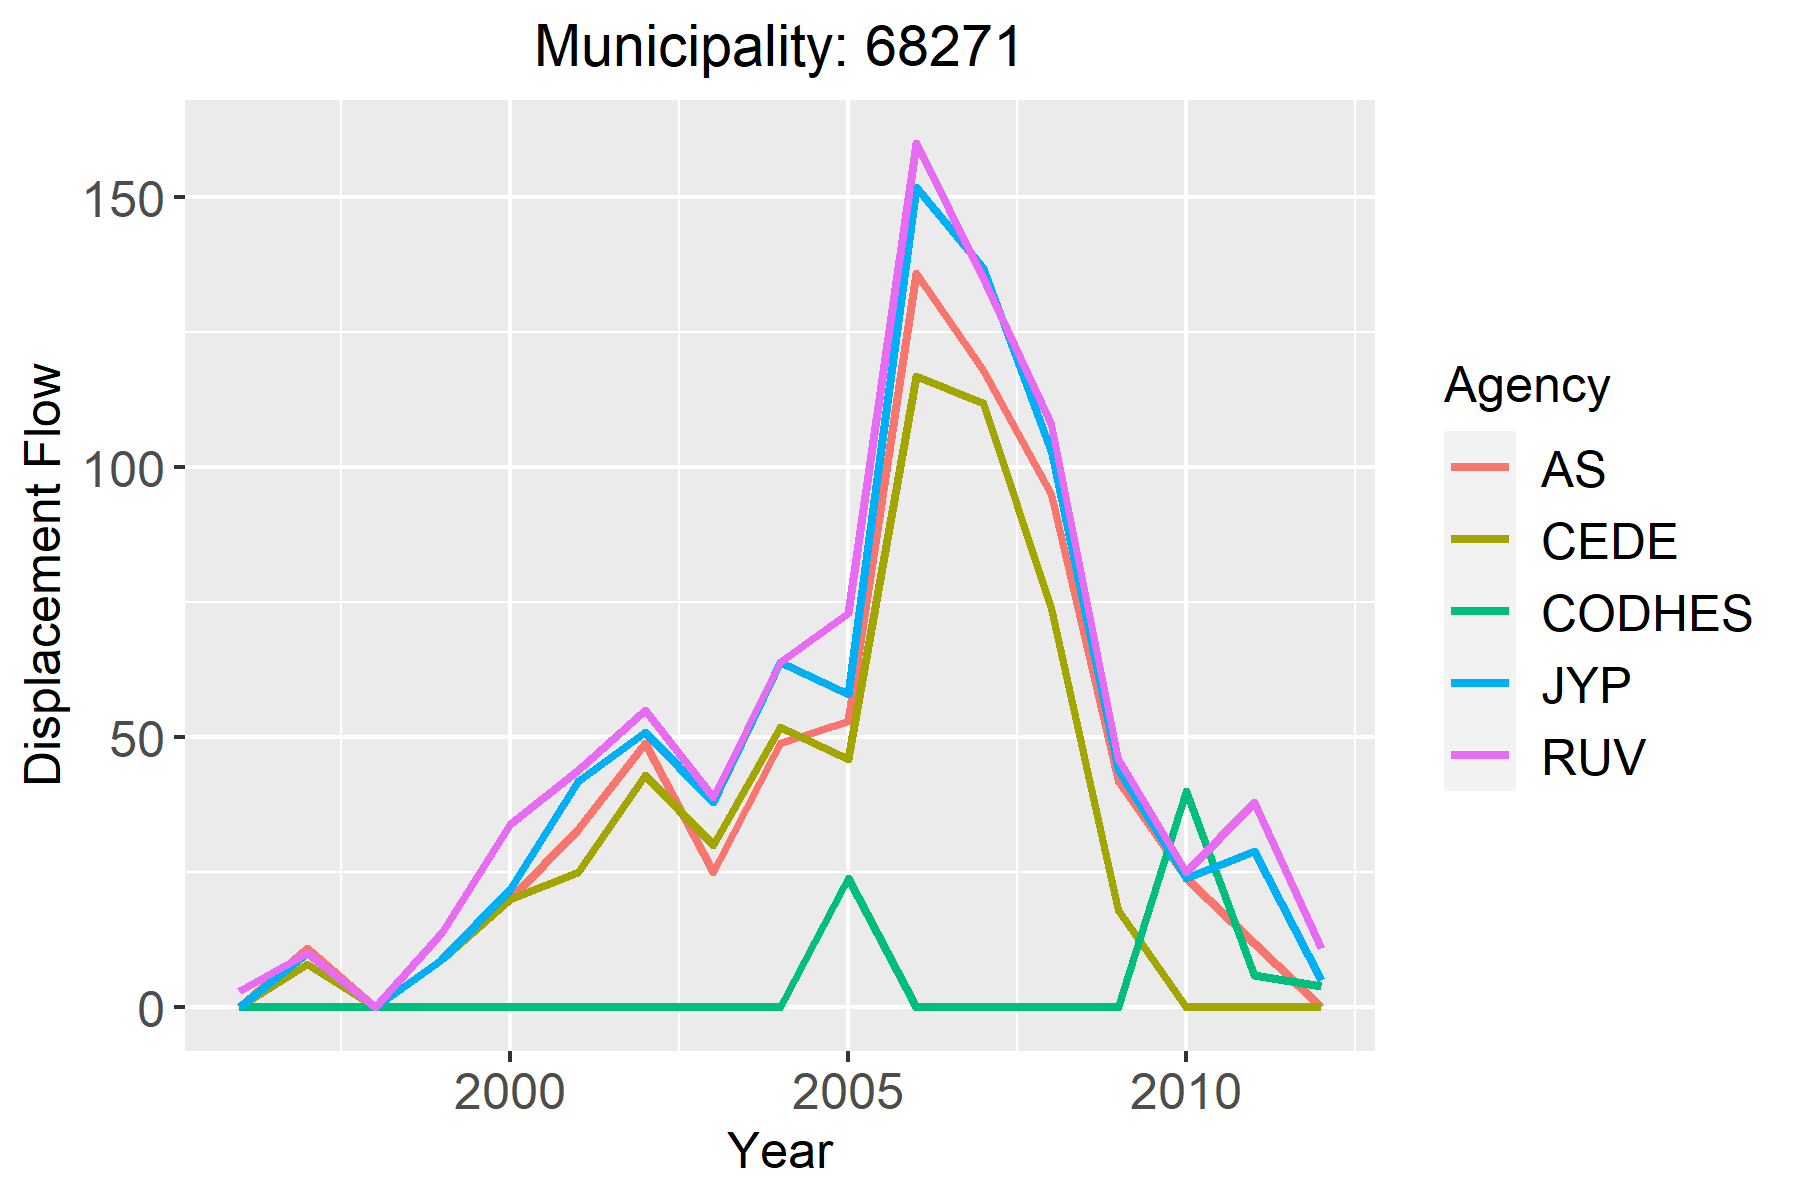 Municipality: 68271
Displacement Flow
150
100
50
0
2000
2005
2010
Year
Agency
AS
CEDE
CODHES
JYP
RUV